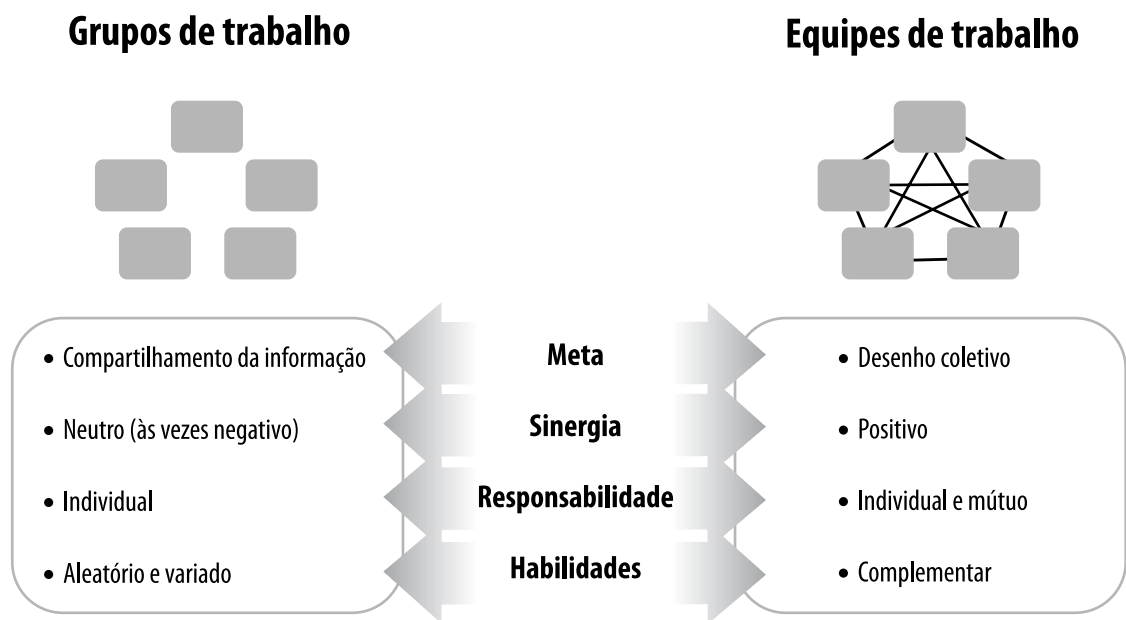 Grupos de trabalho
Equipes de trabalho
• Compartilhamento da informação
Meta
• Desenho coletivo
• Neutro (às vezes negativo)
Sinergia
• Positivo
• Individual
Responsabilidade
• Individual e mútuo
• Aleatório e variado
Habilidades
• Complementar